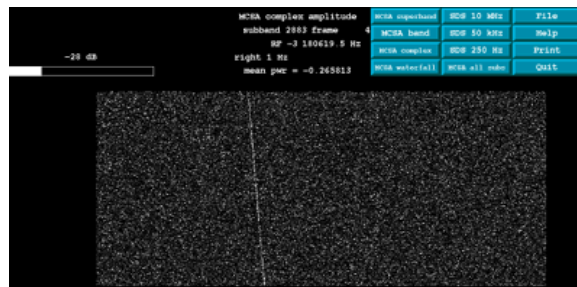 MCSA complex amplitude
subband 2883 frame 4
RF -3 180619.5 Hz
right 1 Hz
mean pwr = -0.265813
-28 dB
MCSA superband SDS 10 MHz File
MCSA band SDS 50 kHz Help
MCSA complex SDS 250 Hz Print
MCSA waterfall MCSA all subs Quit